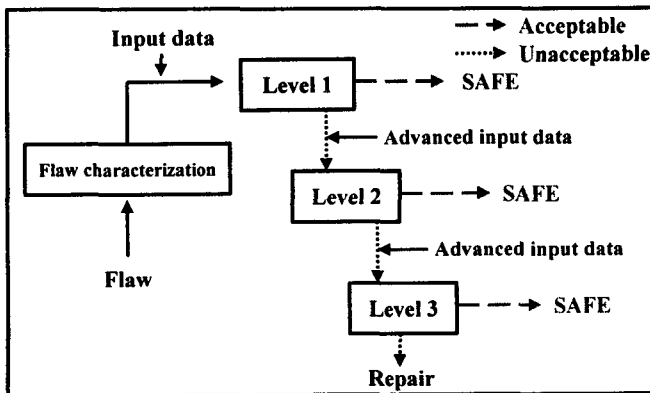 Input data
Acceptable
Unacceptable
Level 1
SAFE
Advanced input data
Flaw characterization
Level 2
SAFE
Flaw
Advanced input data
Level 3
SAFE
Repair